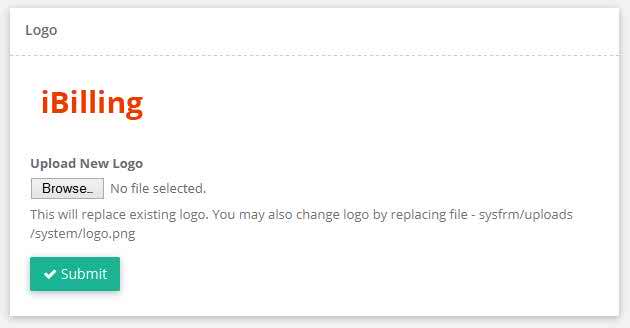 Logo
iBilling
Upload New Logo
Browse… No file selected.
This will replace existing logo. You may also change logo by replacing file - sysfrm/uploads
/system/logo.png
Submit